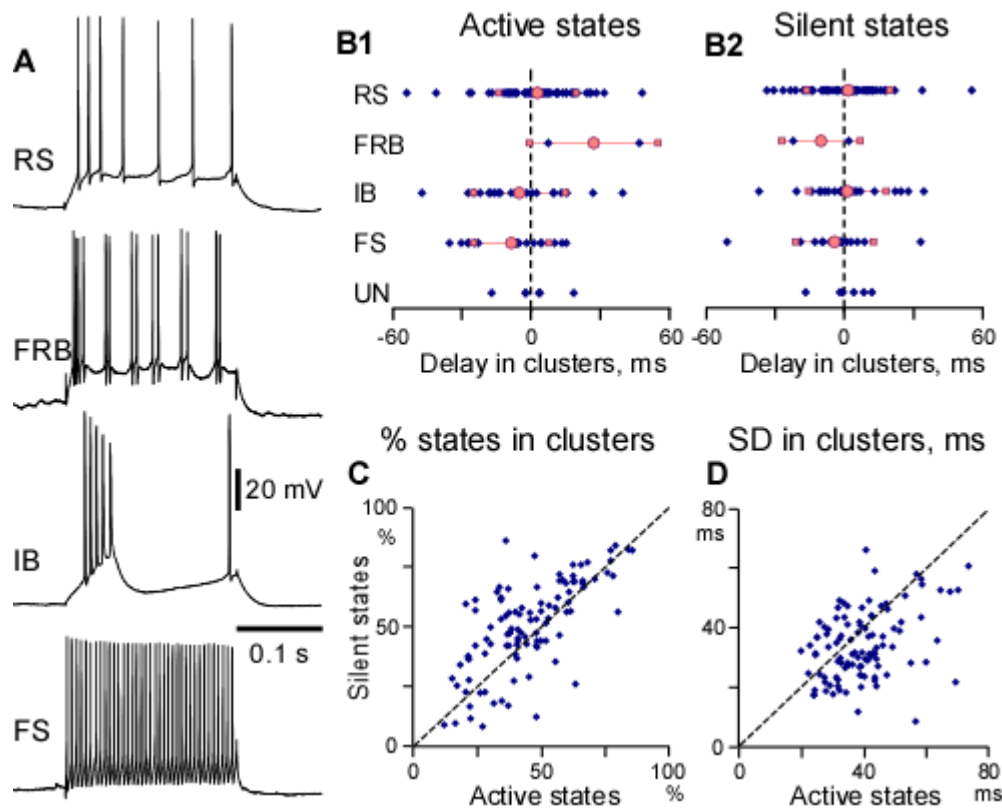 A
RS
FRB
IB
20 mV
0.1 s
FS
B1
Active states
RS
FRB
IB
FS
UN
-60
0
60
Delay in clusters, ms
B2
Silent states
-60
0
60
Delay in clusters, ms
% states in clusters
C
100
%
50
0
Silent states
0
50
100
Active states
%
SD in clusters, ms
D
80
ms
40
0
0
40
80
Active states
ms